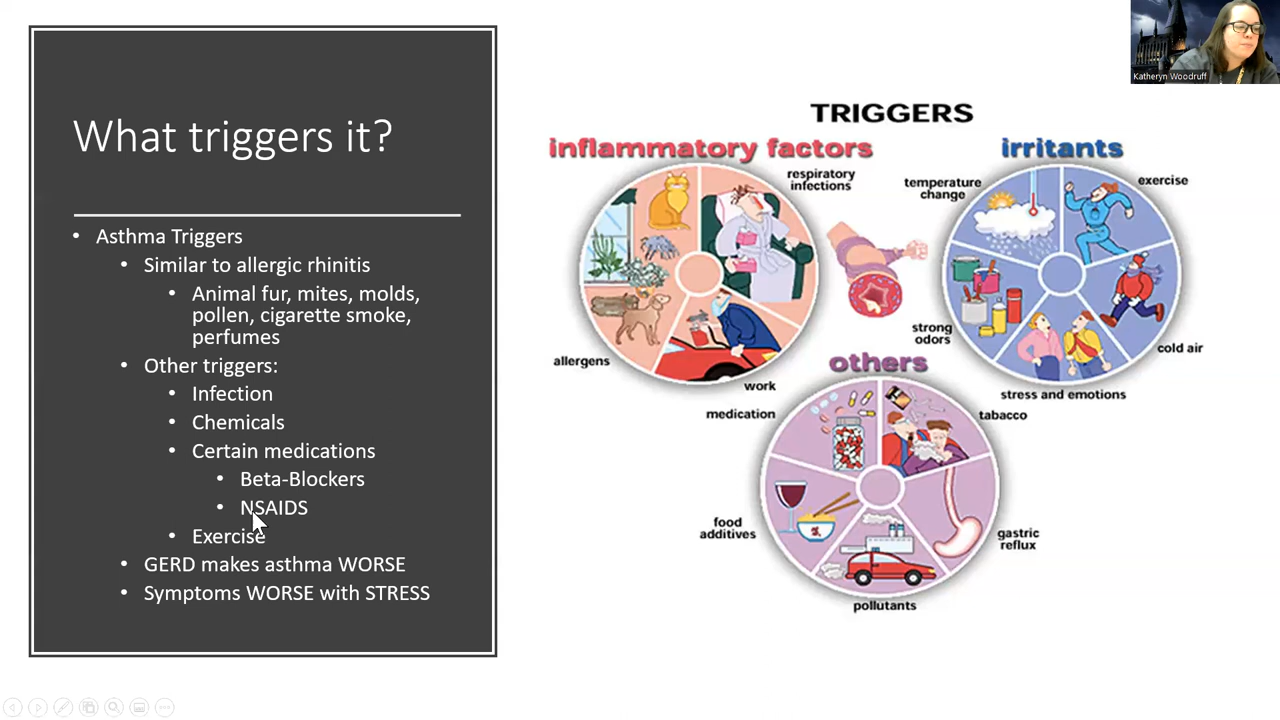 What triggers it?
Asthma Triggers
Similar to allergic rhinitis
Animal fur, mites, molds,
pollen, cigarette smoke,
perfumes
Other triggers:
Infection
Chemicals
Certain medications
Beta-Blockers
NSAIDS
Exercise
GERD makes asthma WORSE
Symptoms WORSE with STRESS
Katheryn Woodruff
TRIGGERS
inflammatory factors
respiratory
infections
allergens
work
irritants
temperature
change
exercise
strong
odors
cold air
stress and emotions
others
medication
tabacco
food
additives
gastric
reflux
pollutants